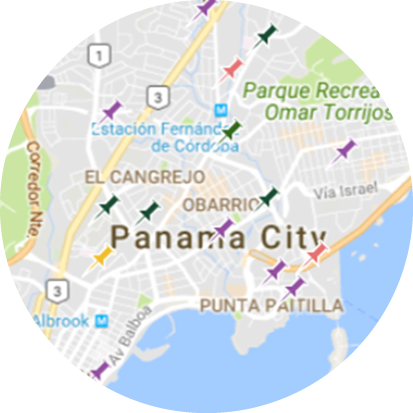 1
3
Parque Recrea
Omar Torrijos
Estación Fernánd
de Córdoba
Corredor Nte.
EL CANGREJO
Vía Israel
OBARRIO
Panama City
3
PUNTA PAITILLA
Albrook
Av Balboa